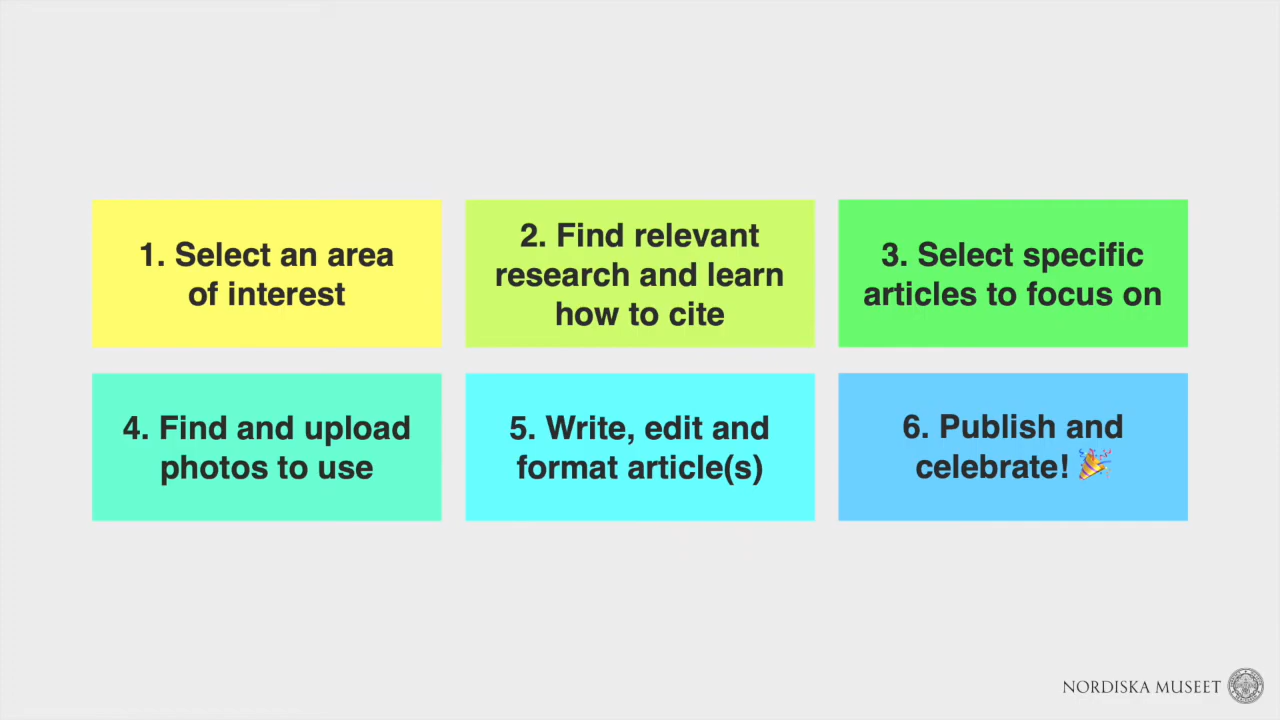 1. Select an area
of interest
2. Find relevant
research and learn
how to cite
3. Select specific
articles to focus on
4. Find and upload
photos to use
5. Write, edit and
format article(s)
6. Publish and
celebrate! 🎉
NORDISKA MUSEET